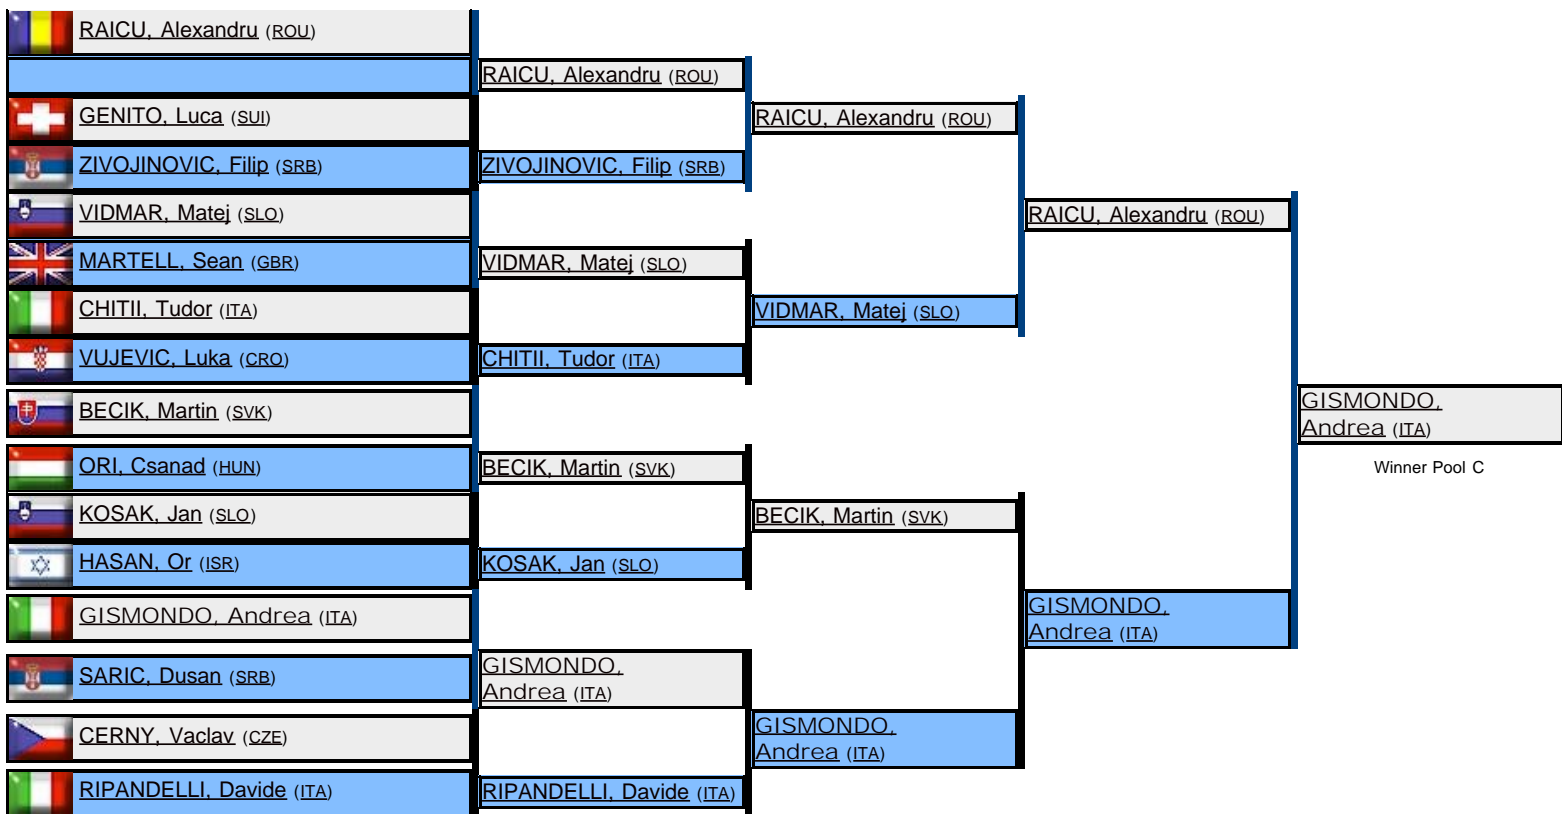 RAICU, Alexandru (ROU)
GENITO, Luca (SUI)
ZIVOJINOVIC, Filip (SRB)
VIDMAR, Matej (SLO)
MARTELL, Sean (GBR)
CHITII, Tudor (ITA)
VUJEVIC, Luka (CRO)
BECIK, Martin (SVK)
ORI, Csanad (HUN)
KOSAK, Jan (SLO)
HASAN, Or (ISR)
GISMONDO, Andrea (ITA)
SARIC, Dusan (SRB)
CERNY, Vaclav (CZE)
RIPANDELLI, Davide (ITA)
RAICU, Alexandru (ROU)
ZIVOJINOVIC, Filip (SRB)
VIDMAR, Matej (SLO)
CHITII, Tudor (ITA)
BECIK, Martin (SVK)
KOSAK, Jan (SLO)
GISMONDO,
Andrea (ITA)
RIPANDELLI, Davide (ITA)
RAICU, Alexandru (ROU)
VIDMAR, Matej (SLO)
BECIK, Martin (SVK)
GISMONDO,
Andrea (ITA)
RAICU, Alexandru (ROU)
GISMONDO,
Andrea (ITA)
GISMONDO,
Andrea (ITA)
Winner Pool C